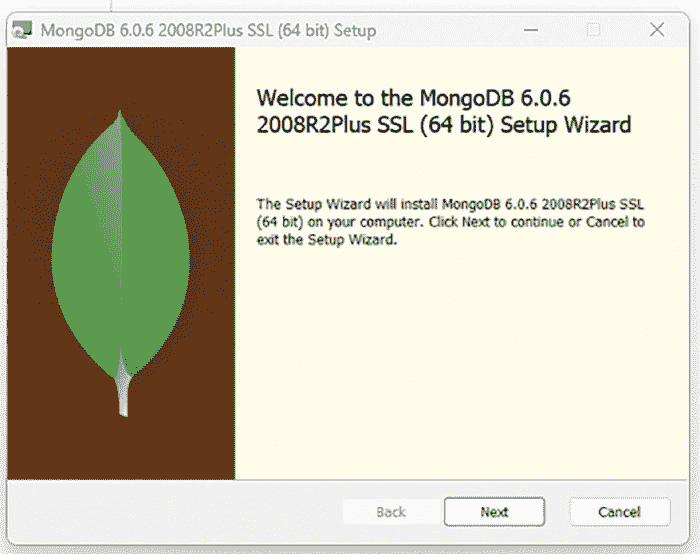 MongoDB 6.0.6 2008R2Plus SSL (64 bit) Setup
Welcome to the MongoDB 6.0.6
2008R2Plus SSL (64 bit) Setup Wizard
The Setup Wizard will install MongoDB 6.0.6 2008R2Plus SSL
(64 bit) on your computer. Click Next to continue or Cancel to
exit the Setup Wizard.
Back
Next
Cancel